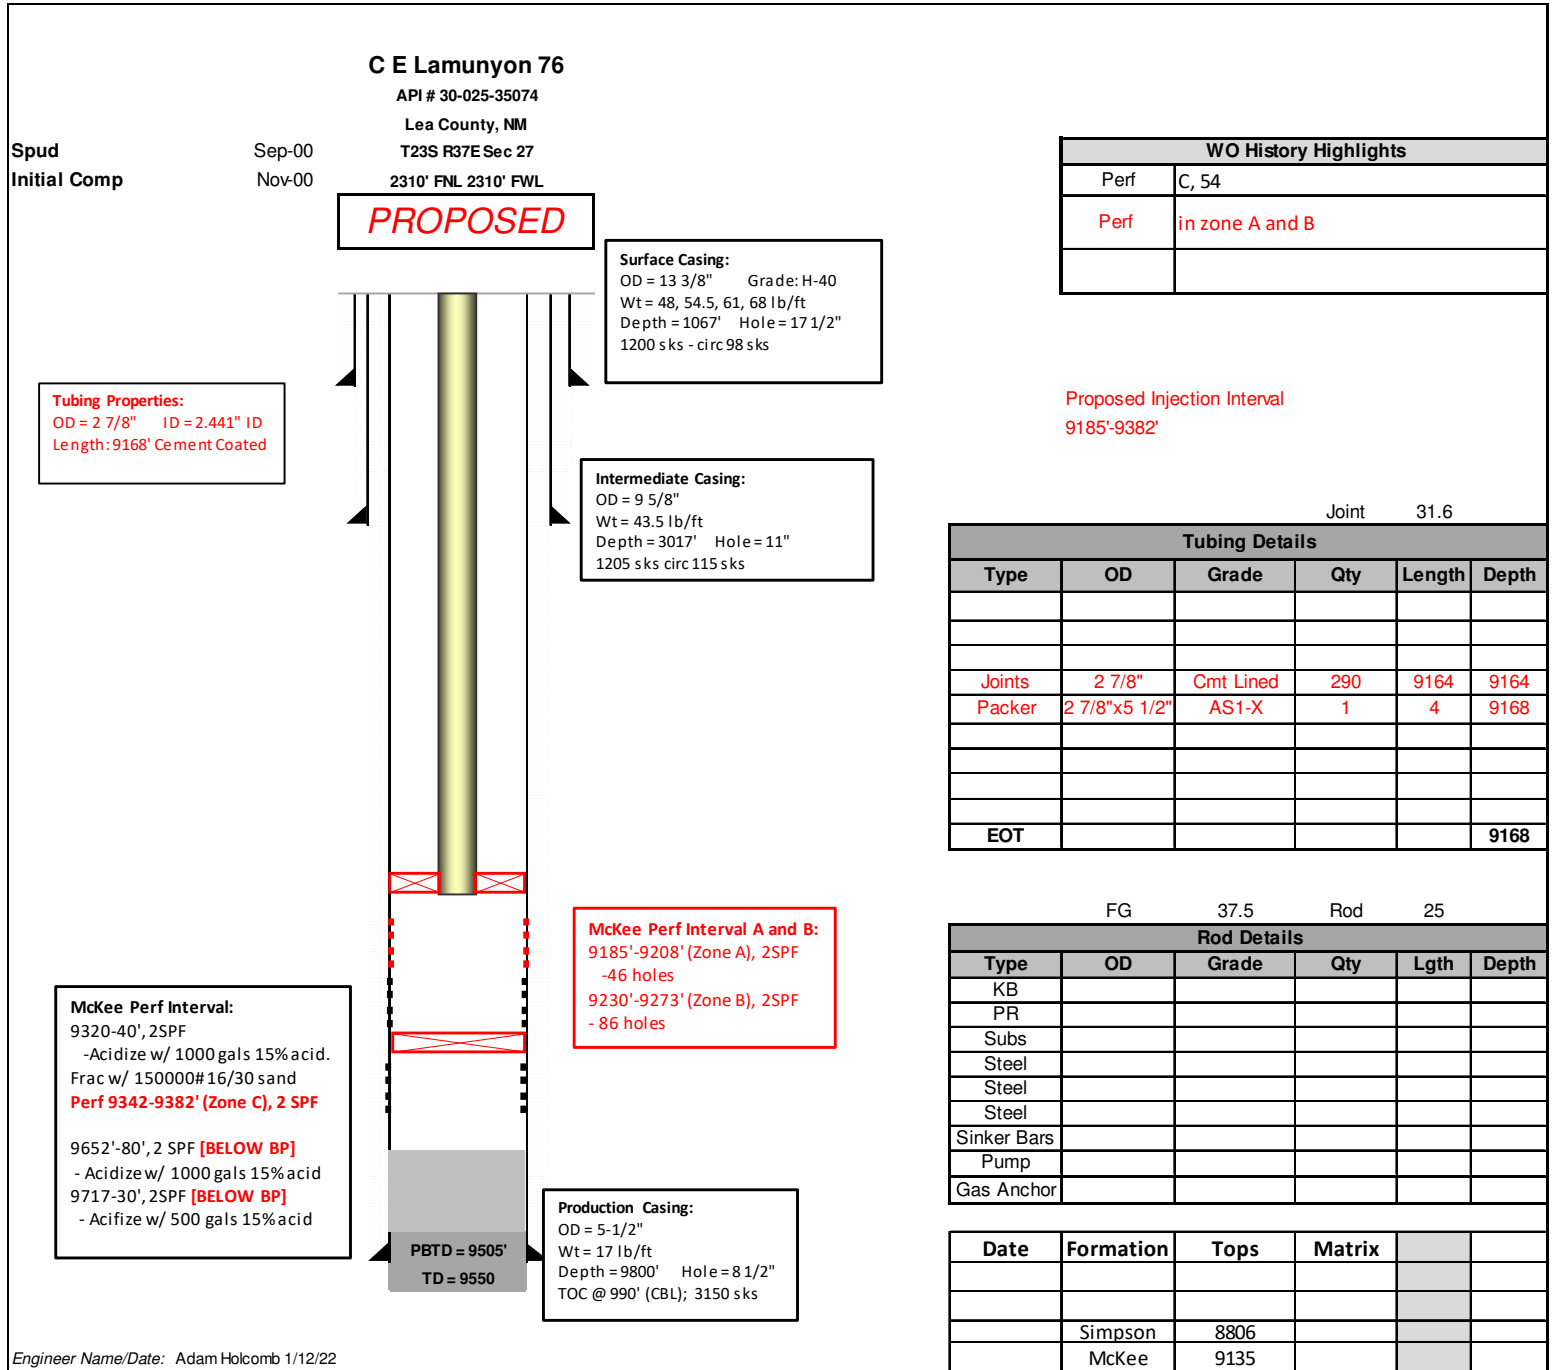 C E Lamunyon 76
API # 30-025-35074
Lea County, NM
Spud Sep-00 T23S R37E Sec 27
Initial Comp Nov-00 2310' FNL 2310' FWL
PROPOSED
WO History Highlights
Perf C, 54
Perf in zone A and B
Surface Casing:
OD = 13 3/8" Grade: H-40
Wt = 48, 54.5, 61, 68 lb/ft
Depth = 1067' Hole = 17 1/2"
1200 sks - circ 98 sks
Tubing Properties:
OD = 2 7/8" ID = 2.441" ID
Length: 9168' Cement Coated
Proposed Injection Interval
9185'-9382'
Intermediate Casing:
OD = 9 5/8"
Wt = 43.5 lb/ft
Depth = 3017' Hole = 11"
1205 sks circ 115 sks
Joint 31.6
Tubing Details
Type OD Grade Qty Length Depth
Joints 2 7/8" Cmt Lined 290 9164 9164
Packer 2 7/8"x5 1/2" AS1-X 1 4 9168
EOT 9168
McKee Perf Interval A and B:
9185'-9208' (Zone A), 2SPF
-46 holes
9230'-9273' (Zone B), 2SPF
- 86 holes
FG 37.5 Rod 25
Rod Details
Type OD Grade Qty Lgth Depth
KB
PR
Subs
Steel
Steel
Steel
Sinker Bars
Pump
Gas Anchor
McKee Perf Interval:
9320-40', 2SPF
-Acidize w/ 1000 gals 15% acid.
Frac w/ 150000# 16/30 sand
Perf 9342-9382' (Zone C), 2 SPF
9652'-80', 2 SPF [BELOW BP]
- Acidize w/ 1000 gals 15% acid
9717-30', 2SPF [BELOW BP]
- Acifize w/ 500 gals 15% acid
PBTD = 9505'
TD = 9550
Production Casing:
OD = 5-1/2"
Wt = 17 lb/ft
Depth = 9800' Hole = 8 1/2"
TOC @ 990' (CBL); 3150 sks
Date Formation Tops Matrix
Simpson 8806
McKee 9135
Engineer Name/Date: Adam Holcomb 1/12/22